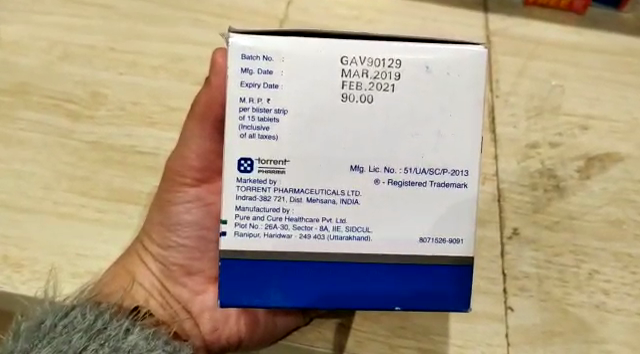 Batch No. : GAV90129
Mfg. Date : MAR.2019
Expiry Date : FEB.2021
M.R.P. ₹ 90.00
per blister strip
of 15 tablets
(Inclusive
of all taxes)
torrent
PHARMA
Mfg. Lic. No. : 51/UA/SC/P-2013
® - Registered Trademark
Marketed by :
TORRENT PHARMACEUTICALS LTD.
Indrad-382 721, Dist. Mehsana, INDIA.
Manufactured by :
Pure and Cure Healthcare Pvt. Ltd.
Plot No.: 26A-30, Sector - 8A, IIE, SIDCUL,
Ranipur, Haridwar - 249 403 (Uttarakhand).
8071526-9091